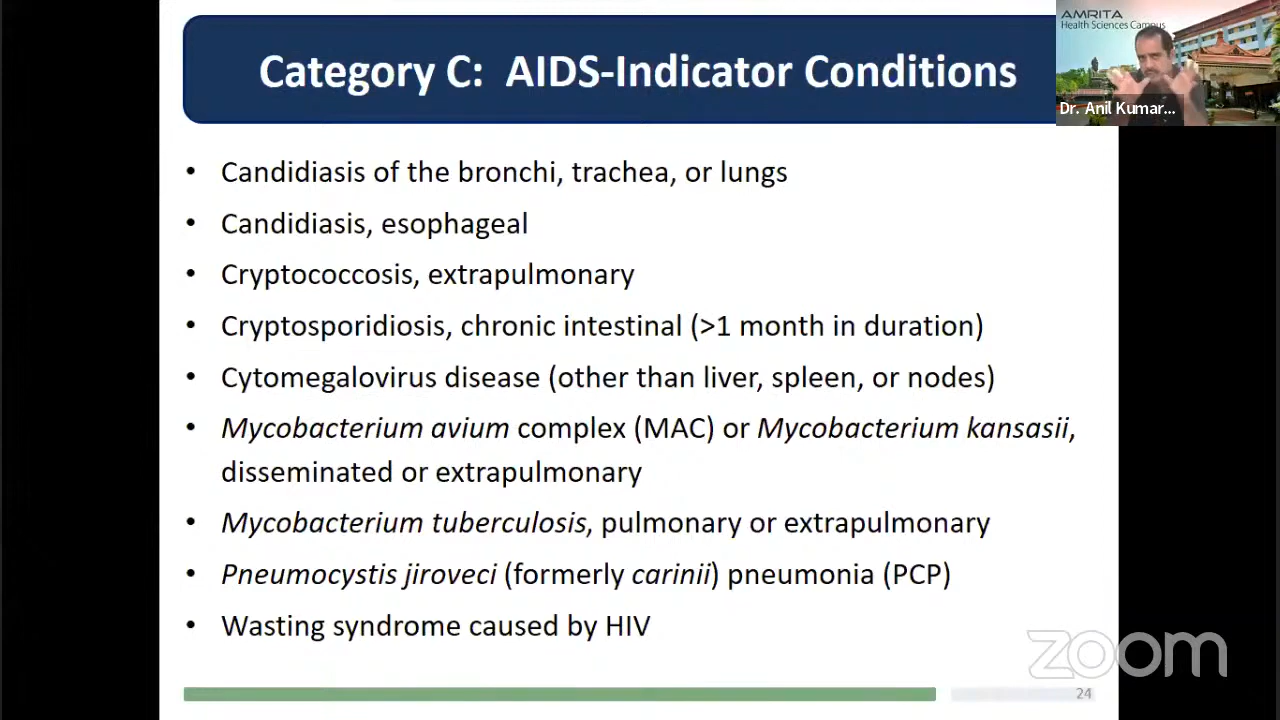 Category C: AIDS-Indicator Conditions
AMRITA
Health Sciences Campus
Dr. Anil Kumar...
• Candidiasis of the bronchi, trachea, or lungs
• Candidiasis, esophageal
• Cryptococcosis, extrapulmonary
• Cryptosporidiosis, chronic intestinal (>1 month in duration)
• Cytomegalovirus disease (other than liver, spleen, or nodes)
• Mycobacterium avium complex (MAC) or Mycobacterium kansasii,
disseminated or extrapulmonary
• Mycobacterium tuberculosis, pulmonary or extrapulmonary
• Pneumocystis jiroveci (formerly carinii) pneumonia (PCP)
• Wasting syndrome caused by HIV
zoom
24